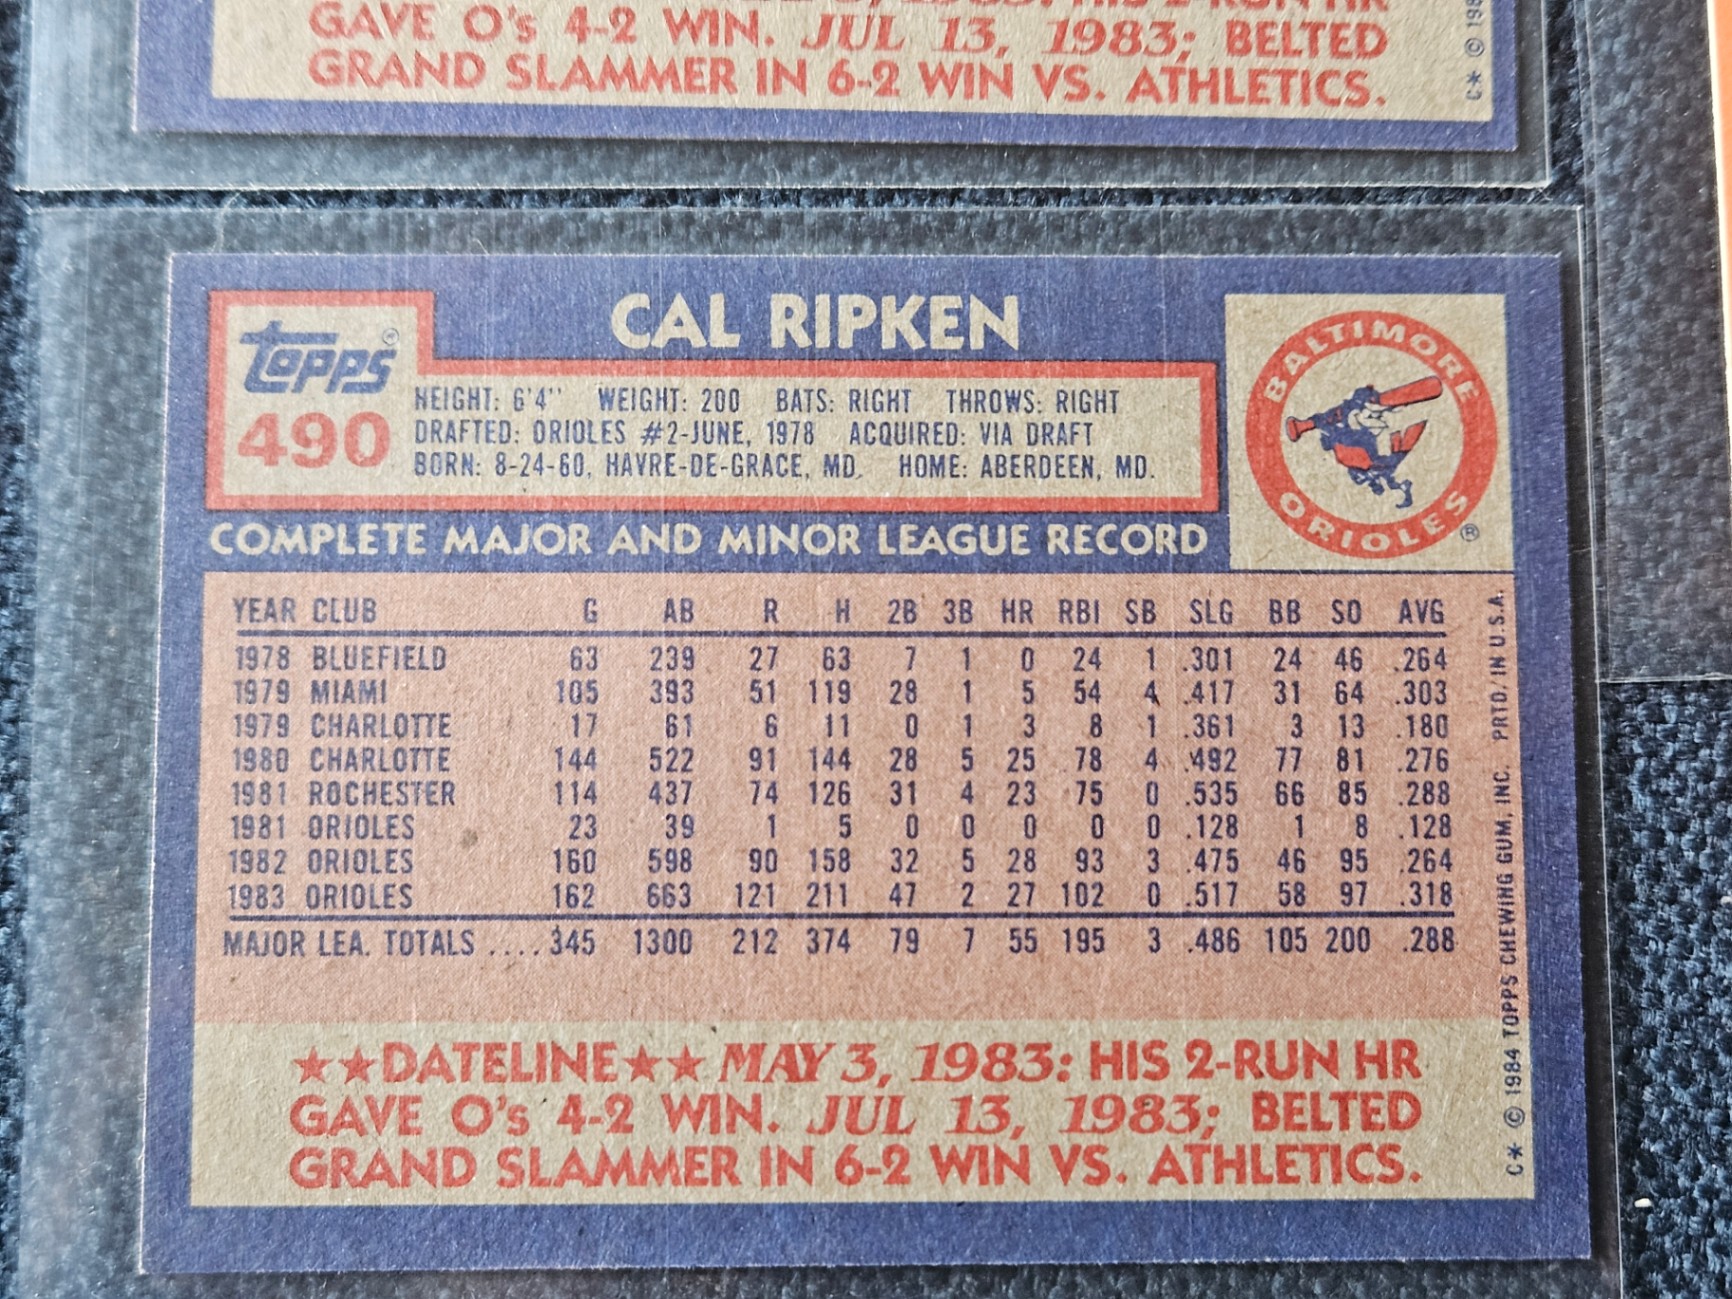 HIS 2-RUN HR
GAVE O's 4-2 WIN. JUL 13, 1983; BELTED
GRAND SLAMMER IN 6-2 WIN VS. ATHLETICS.
C* © 198
Topps®
490
CAL RIPKEN
HEIGHT: 6'4" WEIGHT: 200 BATS: RIGHT THROWS: RIGHT
DRAFTED: ORIOLES #2-JUNE, 1978 ACQUIRED: VIA DRAFT
BORN: 8-24-60, HAVRE-DE-GRACE, MD. HOME: ABERDEEN, MD.
BALTIMORE
ORIOLES®
COMPLETE MAJOR AND MINOR LEAGUE RECORD
YEAR CLUB G AB R H 2B 3B HR RBI SB SLG BB SO AVG
1978 BLUEFIELD 63 239 27 63 7 1 0 24 1 .301 24 46 .264
1979 MIAMI 105 393 51 119 28 1 5 54 4 .417 31 64 .303
1979 CHARLOTTE 17 61 6 11 0 1 3 8 1 .361 3 13 .180
1980 CHARLOTTE 144 522 91 144 28 5 25 78 4 .492 77 81 .276
1981 ROCHESTER 114 437 74 126 31 4 23 75 0 .535 66 85 .288
1981 ORIOLES 23 39 1 5 0 0 0 0 0 .128 1 8 .128
1982 ORIOLES 160 598 90 158 32 5 28 93 3 .475 46 95 .264
1983 ORIOLES 162 663 121 211 47 2 27 102 0 .517 58 97 .318
MAJOR LEA. TOTALS ....345 1300 212 374 79 7 55 195 3 .486 105 200 .288
★★DATELINE★★ MAY 3, 1983: HIS 2-RUN HR
GAVE O's 4-2 WIN. JUL 13, 1983; BELTED
GRAND SLAMMER IN 6-2 WIN VS. ATHLETICS.
C* © 1984 TOPPS CHEWING GUM, INC. PRTD. IN U.S.A.